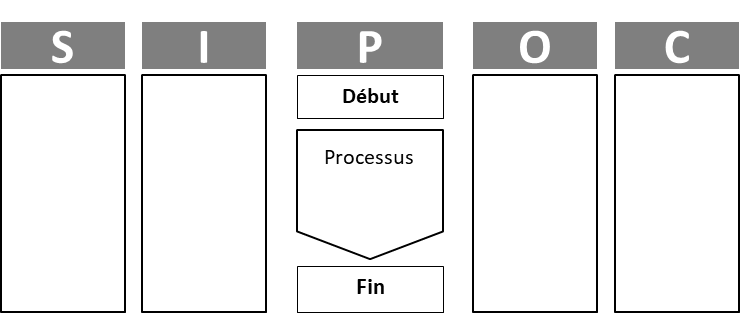 S I P O C
Début
Processus
Fin